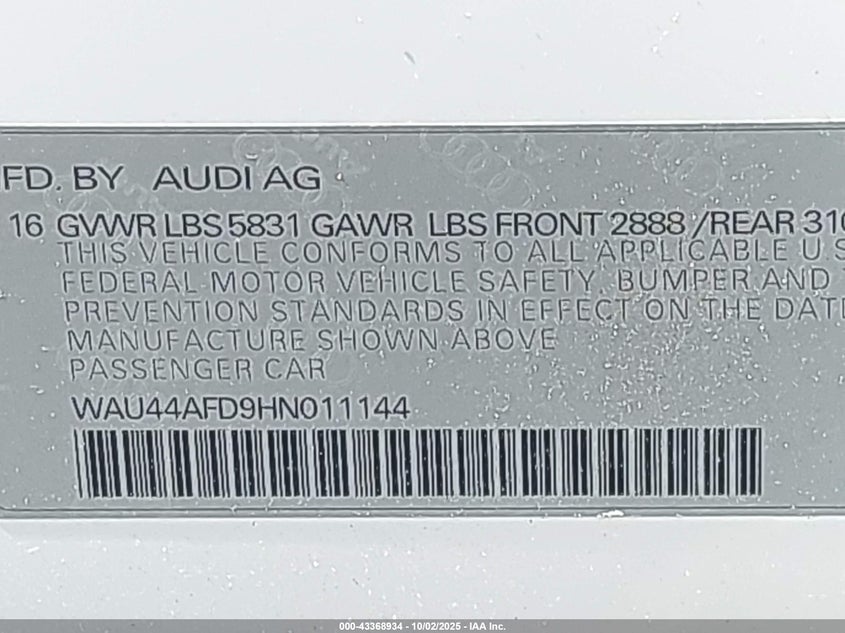 FD. BY AUDI AG
16 GVWR LBS 5831 GAWR LBS FRONT 2888 /REAR 310
THIS VEHICLE CONFORMS TO ALL APPLICABLE U.S
FEDERAL MOTOR VEHICLE SAFETY, BUMPER AND T
PREVENTION STANDARDS IN EFFECT ON THE DATE
MANUFACTURE SHOWN ABOVE
PASSENGER CAR
WAU44AFD9HN011144
000-43368934 - 10/02/2025 - IAA Inc.